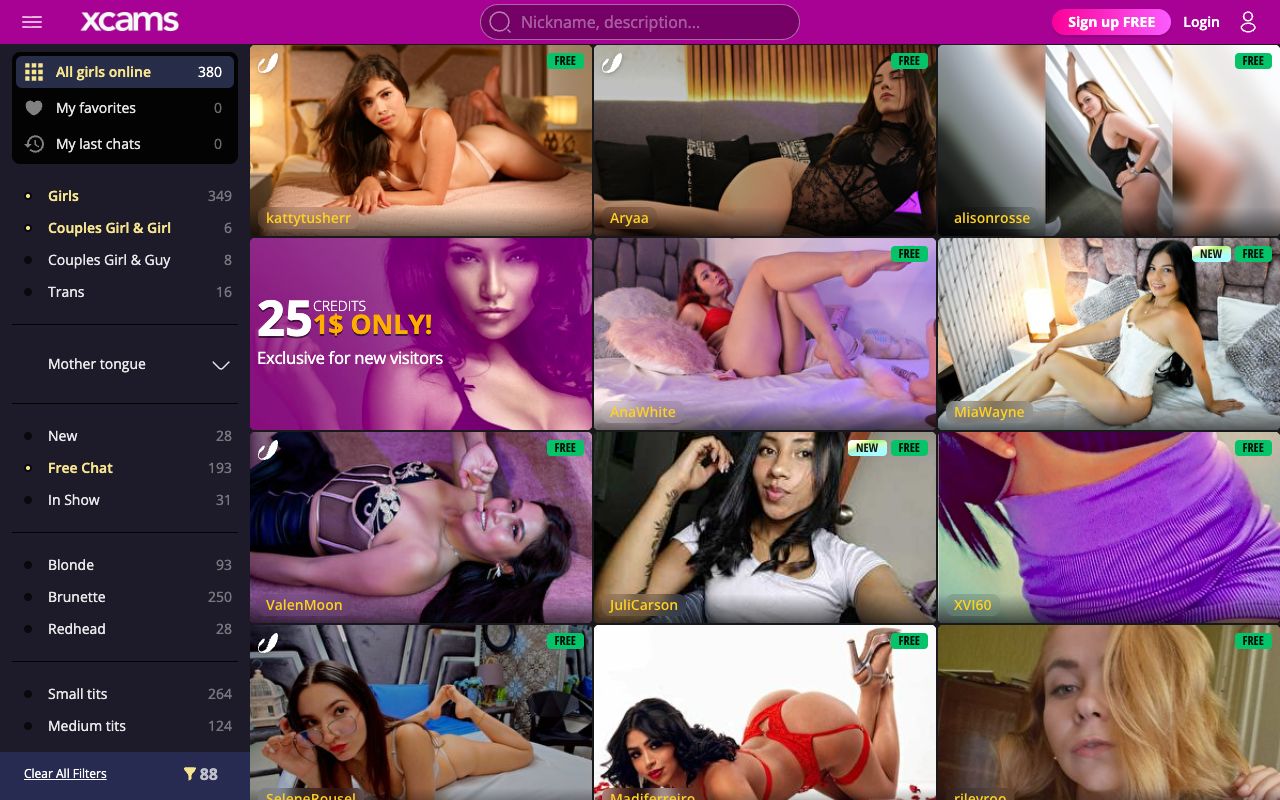 xcams
Nickname, description...
Sign up FREE
Login
All girls online 380
My favorites 0
My last chats 0
Girls 349
Couples Girl & Girl 6
Couples Girl & Guy 8
Trans 16
Mother tongue
New 28
Free Chat 193
In Show 31
Blonde 93
Brunette 250
Redhead 28
Small tits 264
Medium tits 124
Clear All Filters
88
FREE
kattytusherr
FREE
Aryaa
FREE
alisonrosse
25 CREDITS
1$ ONLY!
Exclusive for new visitors
FREE
AnaWhite
NEW FREE
MiaWayne
FREE
ValenMoon
NEW FREE
JuliCarson
FREE
XVI60
SeleneRousel
FREE
Madiferreiro
FREE
rileyroo
FREE